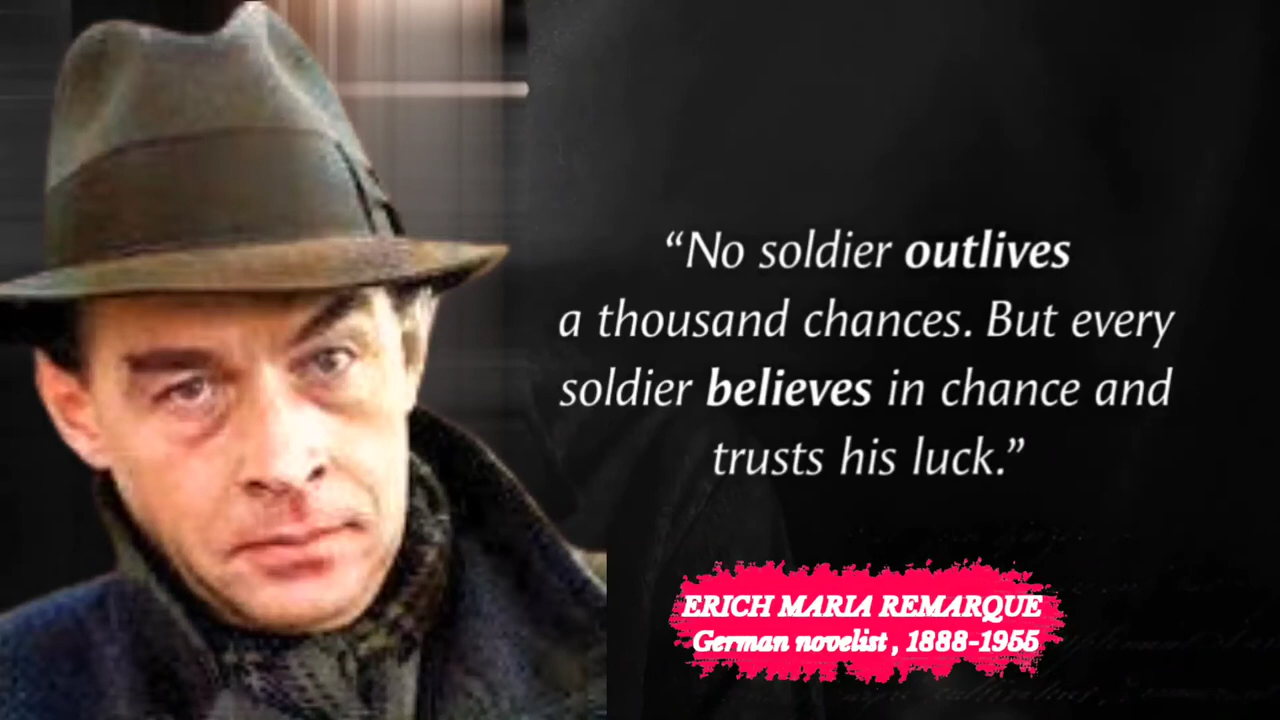 “No soldier outlives
a thousand chances. But every
soldier believes in chance and
trusts his luck.”
ERICH MARIA REMARQUE
German novelist , 1888-1955